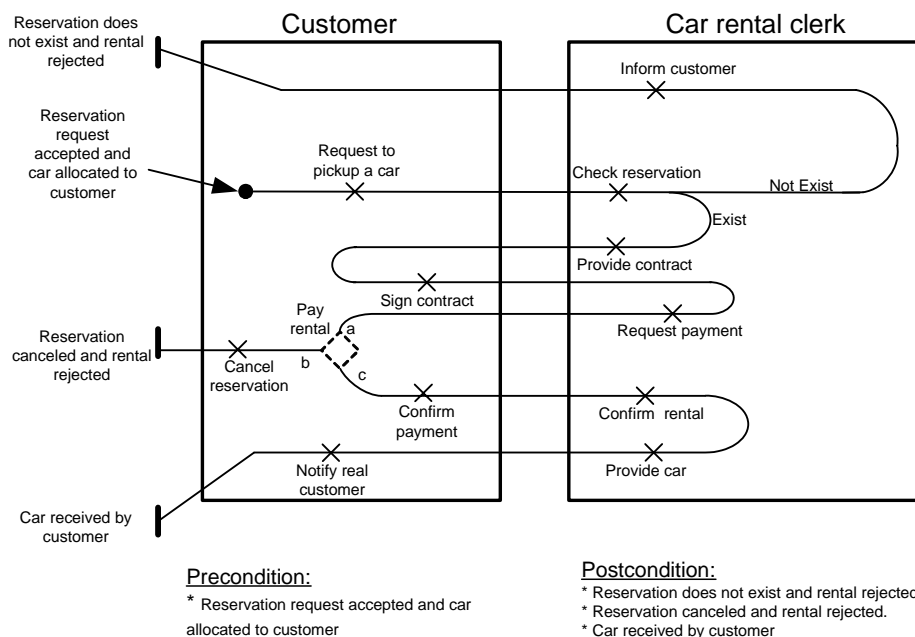 Reservation does
not exist and rental
rejected
Customer
Car rental clerk
Inform customer
Reservation
request
accepted and
car allocated to
customer
Request to
pickup a car
Check reservation
Not Exist
Exist
Provide contract
Sign contract
Pay
rental
a
Request payment
Reservation
canceled and rental
rejected
b
Cancel
reservation
c
Confirm
payment
Confirm rental
Notify real
customer
Provide car
Car received by
customer
Precondition:
* Reservation request accepted and car
allocated to customer
Postcondition:
* Reservation does not exist and rental rejected
* Reservation canceled and rental rejected.
* Car received by customer